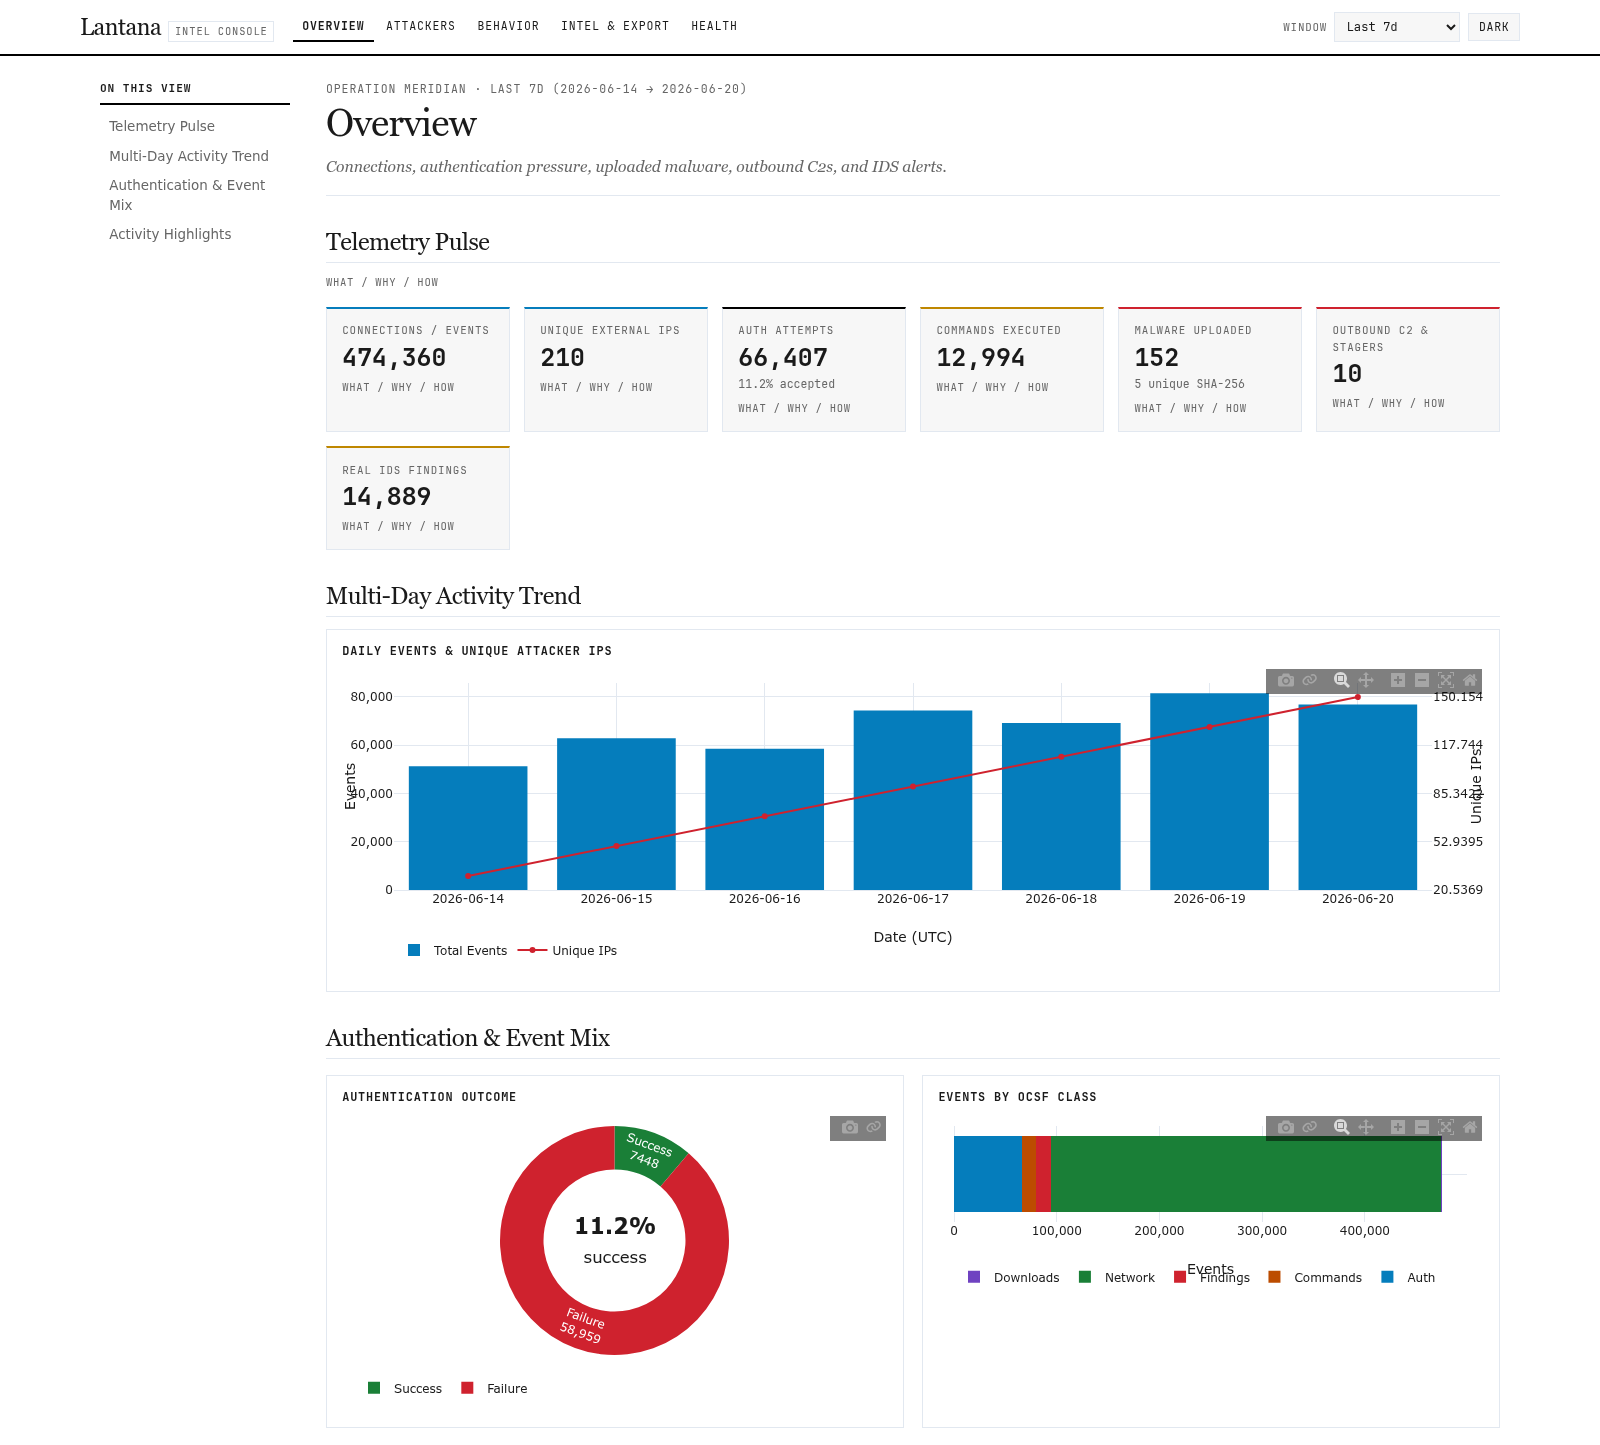 Lantana INTEL CONSOLE OVERVIEW ATTACKERS BEHAVIOR INTEL & EXPORT HEALTH WINDOW Last 7d DARK
ON THIS VIEW
Telemetry Pulse
Multi-Day Activity Trend
Authentication & Event
Mix
Activity Highlights
OPERATION MERIDIAN · LAST 7D (2026-06-14 → 2026-06-20)
Overview
Connections, authentication pressure, uploaded malware, outbound C2s, and IDS alerts.
Telemetry Pulse
WHAT / WHY / HOW
CONNECTIONS / EVENTS
474,360
WHAT / WHY / HOW
UNIQUE EXTERNAL IPS
210
WHAT / WHY / HOW
AUTH ATTEMPTS
66,407
11.2% accepted
WHAT / WHY / HOW
COMMANDS EXECUTED
12,994
WHAT / WHY / HOW
MALWARE UPLOADED
152
5 unique SHA-256
WHAT / WHY / HOW
OUTBOUND C2 &
STAGERS
10
WHAT / WHY / HOW
REAL IDS FINDINGS
14,889
WHAT / WHY / HOW
Multi-Day Activity Trend
DAILY EVENTS & UNIQUE ATTACKER IPS
Events
80,000
60,000
40,000
20,000
0
150.154
117.744
85.3422
52.9395
20.5369
Unique IPs
2026-06-14 2026-06-15 2026-06-16 2026-06-17 2026-06-18 2026-06-19 2026-06-20
Date (UTC)
Total Events Unique IPs
Authentication & Event Mix
AUTHENTICATION OUTCOME
Success
7448
11.2%
success
Failure
58,959
Success Failure
EVENTS BY OCSF CLASS
0 100,000 200,000 300,000 400,000
Events
Downloads Network Findings Commands Auth